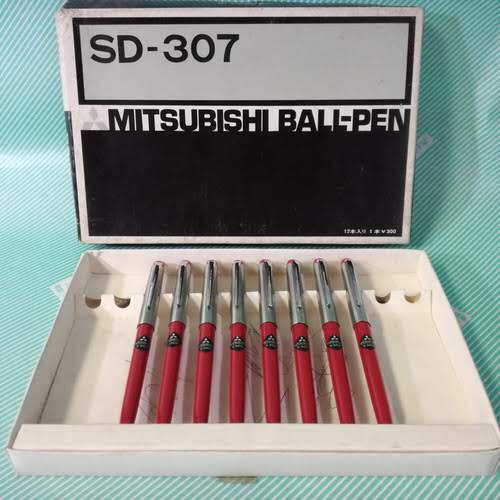 SD-307
MITSUBISHI BALL-PEN
12本入り 1本￥300